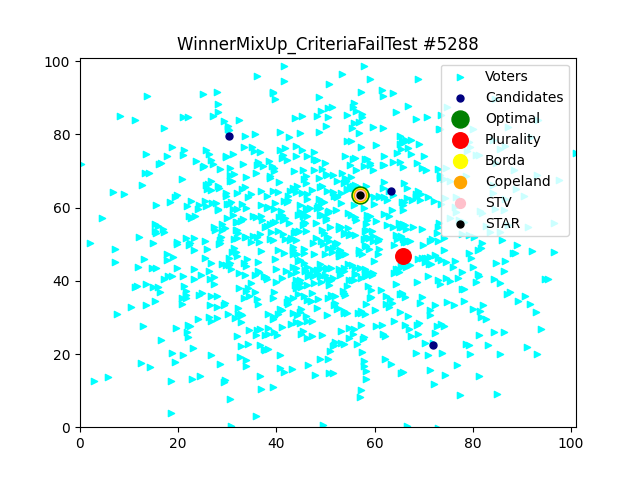 WinnerMixUp_CriteriaFailTest #5288
100
80
60
40
20
0
0
20
40
60
80
100
Voters
Candidates
Optimal
Plurality
Borda
Copeland
STV
STAR